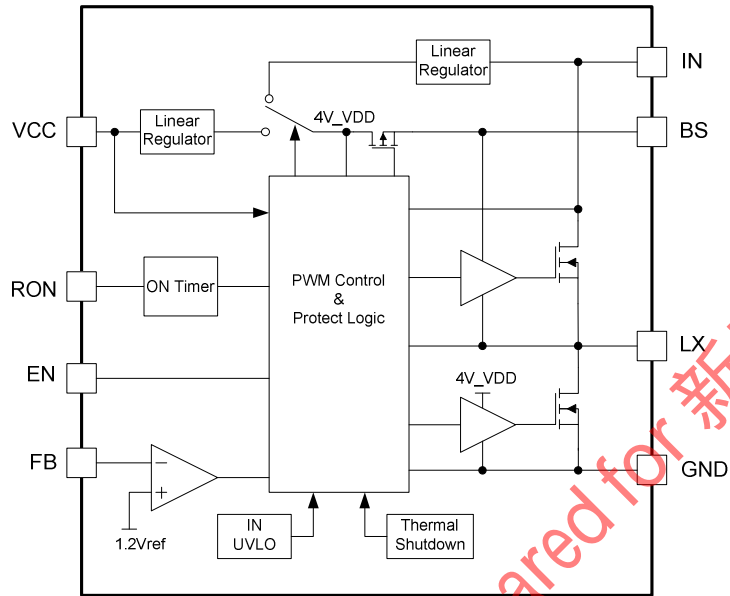 Linear
Regulator
IN
4V_VDD
VCC
Linear
Regulator
BS
RON
ON Timer
PWM Control
&
Protect Logic
LX
EN
4V_VDD
FB
−
+
GND
1.2Vref
IN
UVLO
Thermal
Shutdown
ared for 新